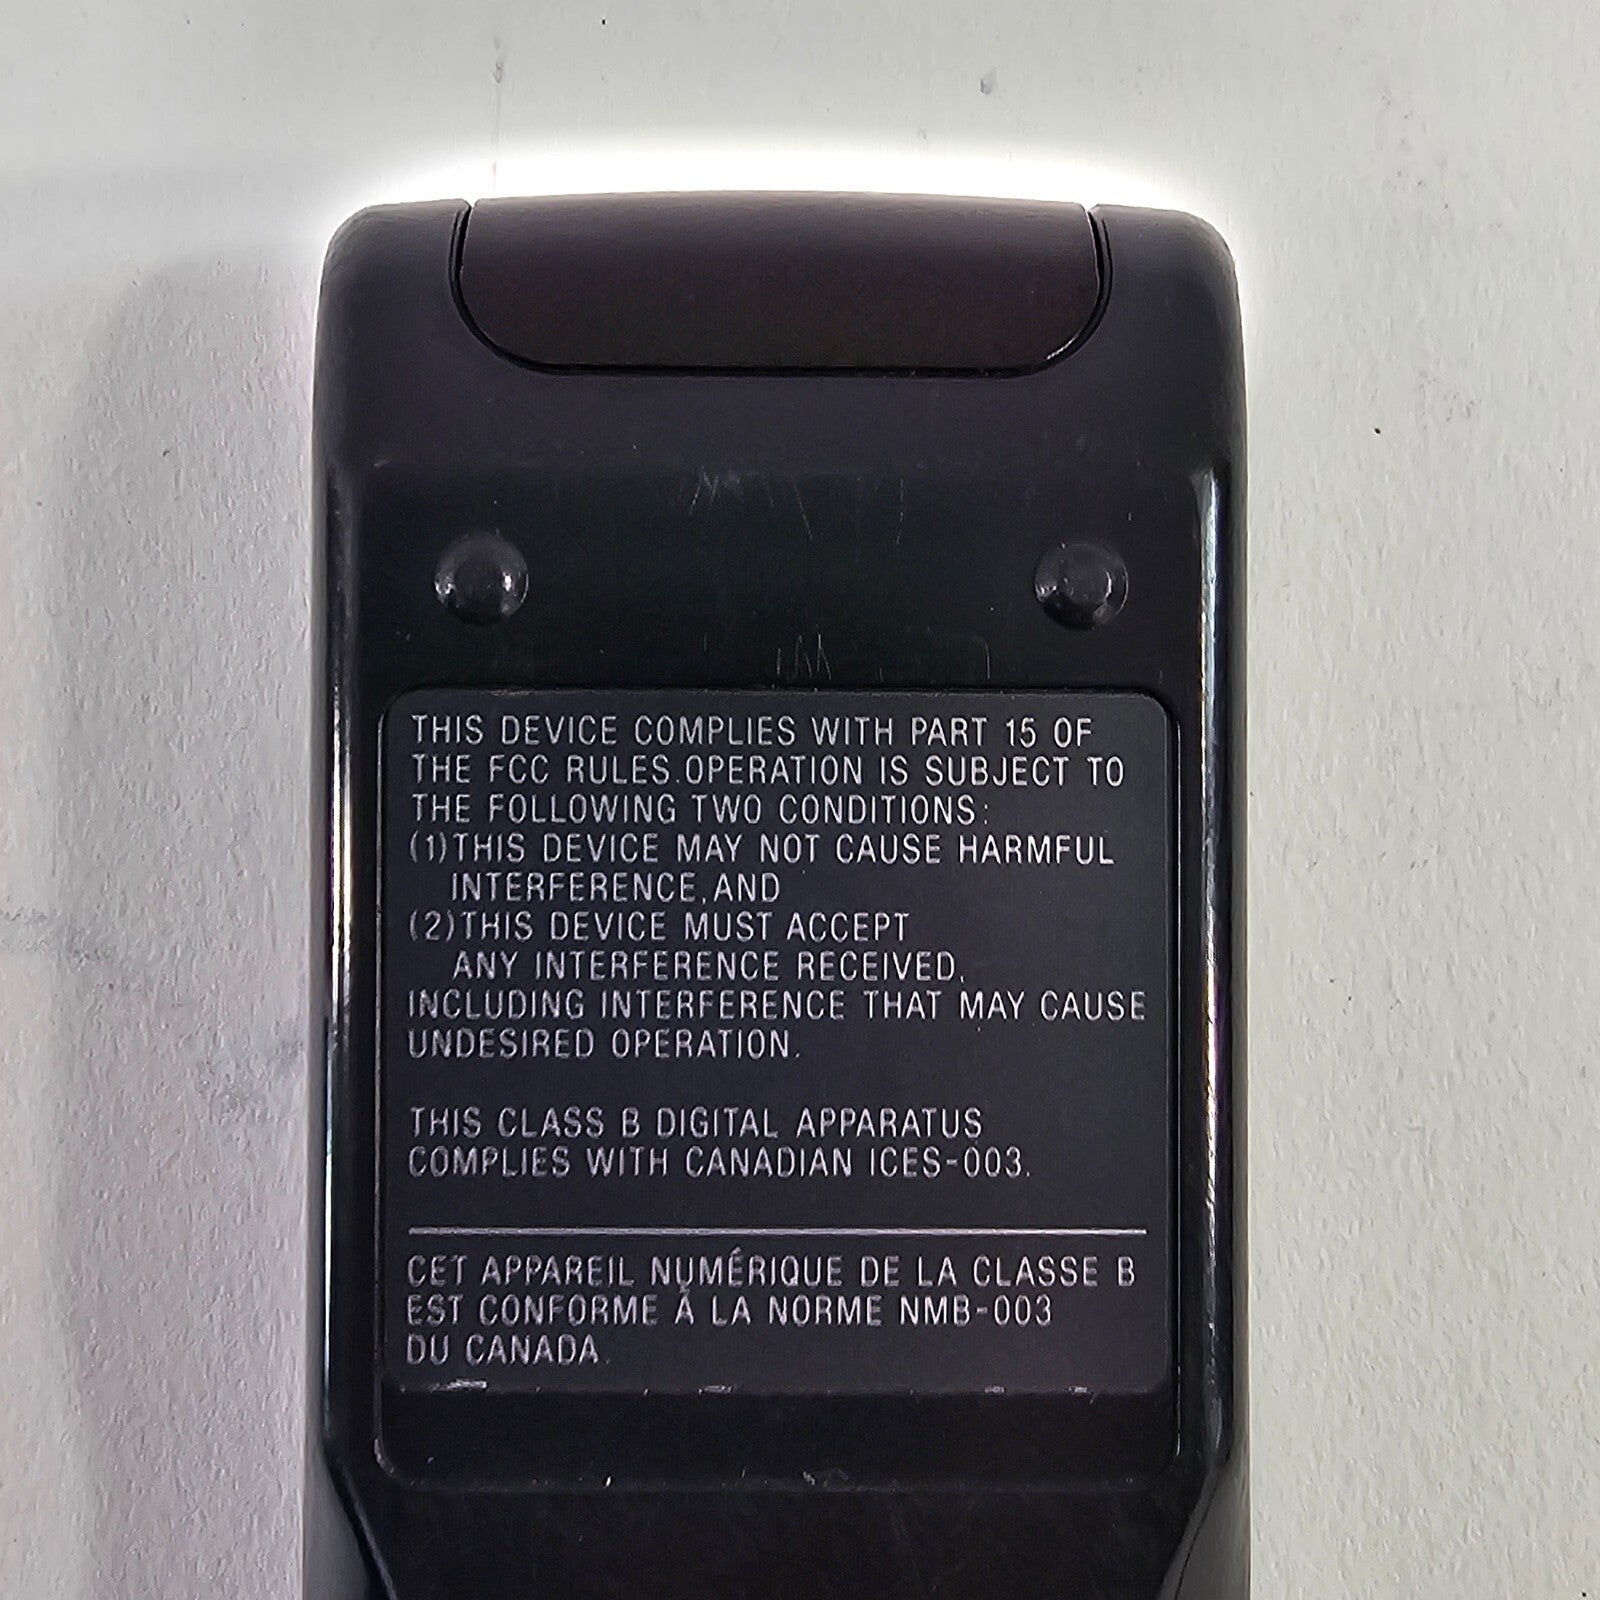 THIS DEVICE COMPLIES WITH PART 15 OF
THE FCC RULES.OPERATION IS SUBJECT TO
THE FOLLOWING TWO CONDITIONS:
(1)THIS DEVICE MAY NOT CAUSE HARMFUL
INTERFERENCE,AND
(2)THIS DEVICE MUST ACCEPT
ANY INTERFERENCE RECEIVED,
INCLUDING INTERFERENCE THAT MAY CAUSE
UNDESIRED OPERATION.
THIS CLASS B DIGITAL APPARATUS
COMPLIES WITH CANADIAN ICES-003.
CET APPAREIL NUMÉRIQUE DE LA CLASSE B
EST CONFORME À LA NORME NMB-003
DU CANADA.